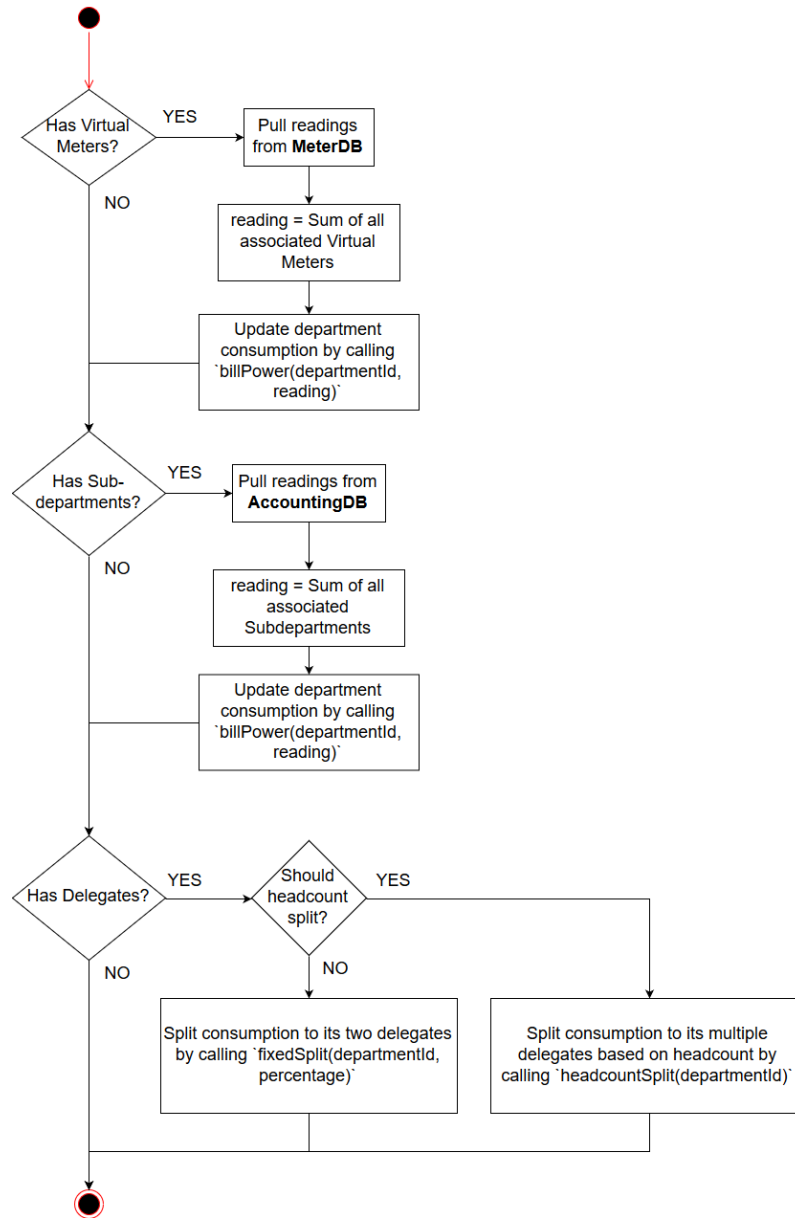 Has Virtual
Meters?
YES
Pull readings
from MeterDB
NO
reading = Sum of all
associated Virtual
Meters
Update department
consumption by calling
`billPower(departmentId,
reading)`
Has Sub-
departments?
YES
Pull readings from
AccountingDB
NO
reading = Sum of all
associated
Subdepartments
Update department
consumption by calling
`billPower(departmentId,
reading)`
Has Delegates?
YES
Should
headcount
split?
YES
NO
NO
Split consumption to its two delegates
by calling `fixedSplit(departmentId,
percentage)`
Split consumption to its multiple
delegates based on headcount by
calling `headcountSplit(departmentId)`